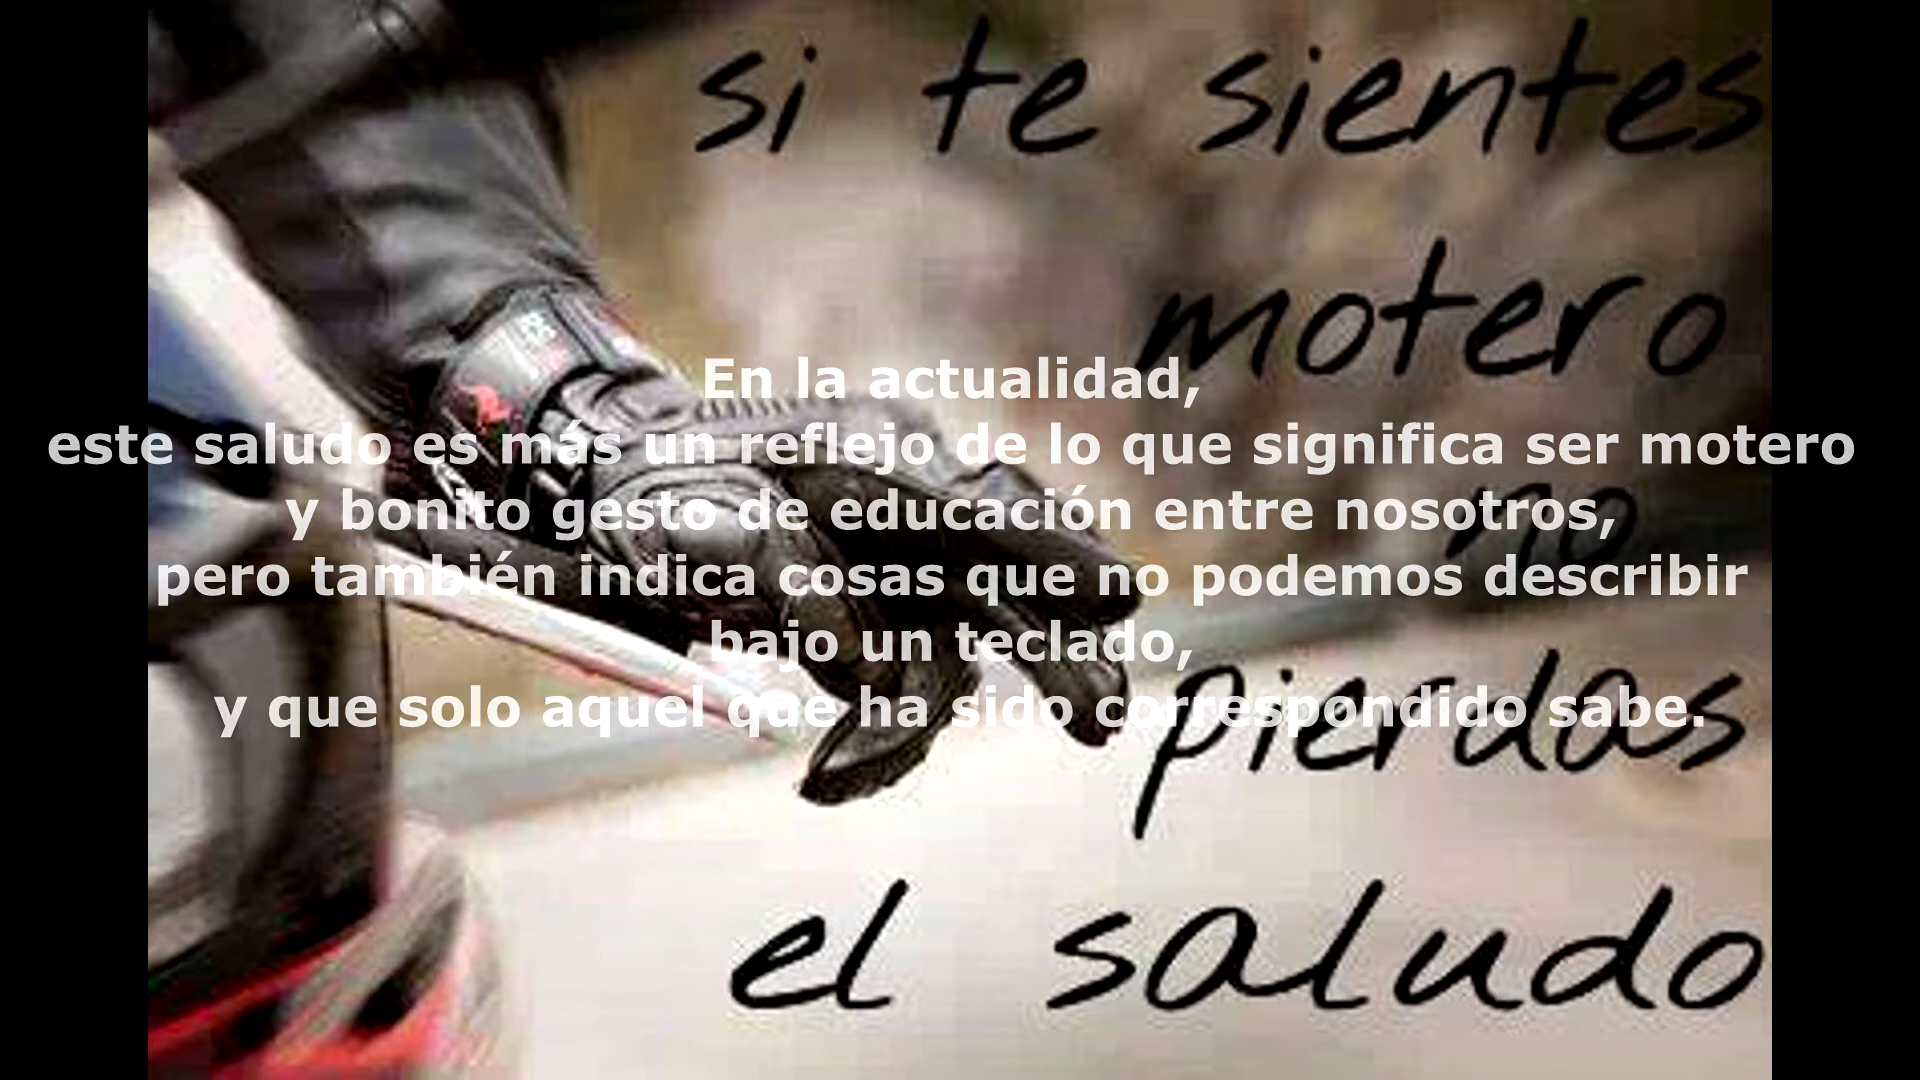 si te sientes
motero
no
pierdas
el saludo
En la actualidad,
este saludo es más un reflejo de lo que significa ser motero
y bonito gesto de educación entre nosotros,
pero también indica cosas que no podemos describir
bajo un teclado,
y que solo aquel que ha sido correspondido sabe.